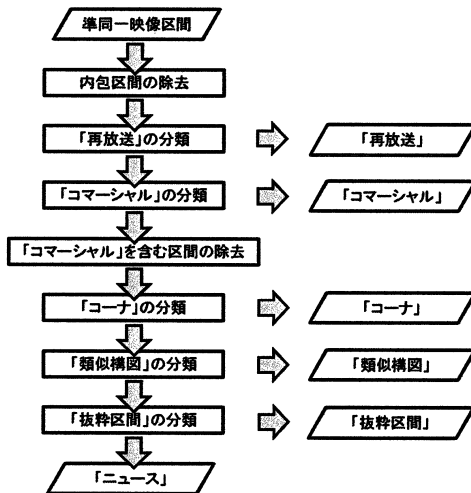 準同一映像区間
内包区間の除去
「再放送」の分類
「再放送」
「コマーシャル」の分類
「コマーシャル」
「コマーシャル」を含む区間の除去
「コーナ」の分類
「コーナ」
「類似構図」の分類
「類似構図」
「抜粋区間」の分類
「抜粋区間」
「ニュース」